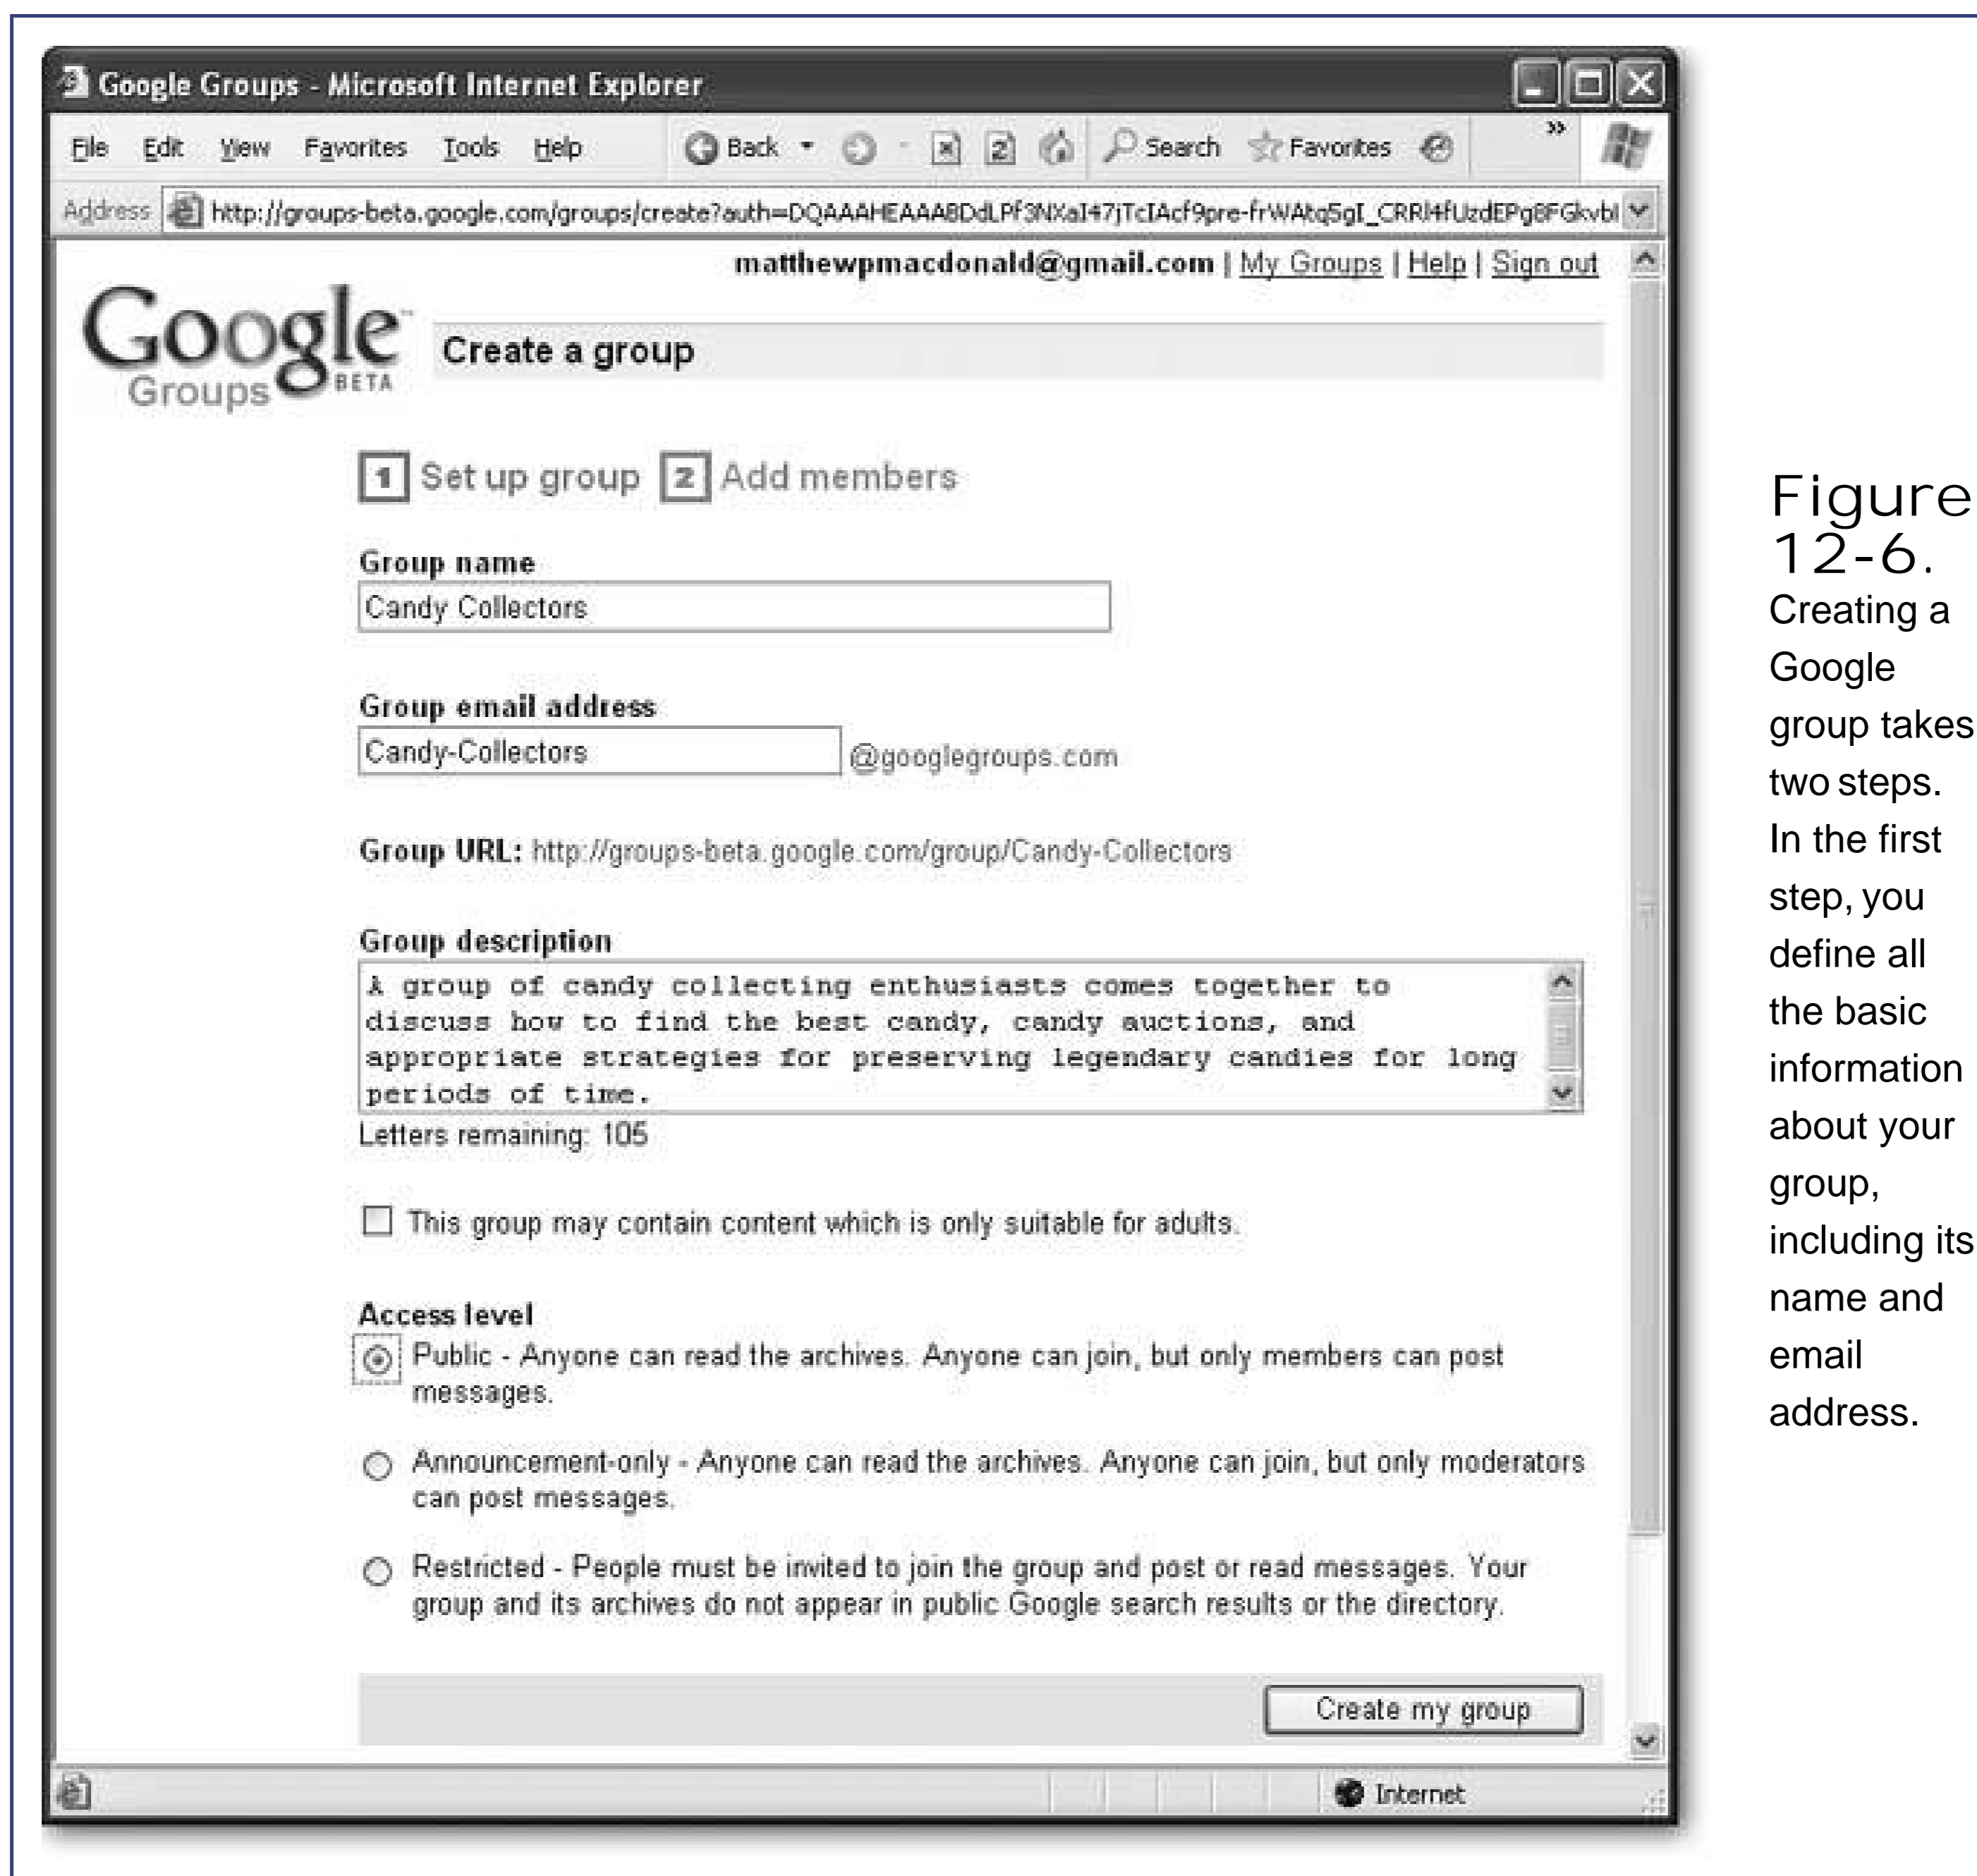 Google Groups - Microsoft Internet Explorer
File Edit View Favorites Tools Help Back Search Favorites »
Address http://groups-beta.google.com/groups/create?auth=
matthewpmacdonald@gmail.com | My Groups | Help | Sign out
Google™
Groups BETA
Create a group
1 Set up group 2 Add members
Group name
Candy Collectors
Group email address
Candy-Collectors @googlegroups.com
Group URL: http://groups-beta.google.com/group/Candy-Collectors
Group description
A group of candy collecting enthusiasts comes together to
discuss how to find the best candy, candy auctions, and
appropriate strategies for preserving legendary candies for long
periods of time.
Letters remaining: 105
This group may contain content which is only suitable for adults.
Access level
Public - Anyone can read the archives. Anyone can join, but only members can post
messages.
Announcement-only - Anyone can read the archives. Anyone can join, but only moderators
can post messages.
Restricted - People must be invited to join the group and post or read messages. Your
group and its archives do not appear in public Google search results or the directory.
Create my group
Internet
Figure
12-6.
Creating a
Google
group takes
two steps.
In the first
step, you
define all
the basic
information
about your
group,
including its
name and
email
address.